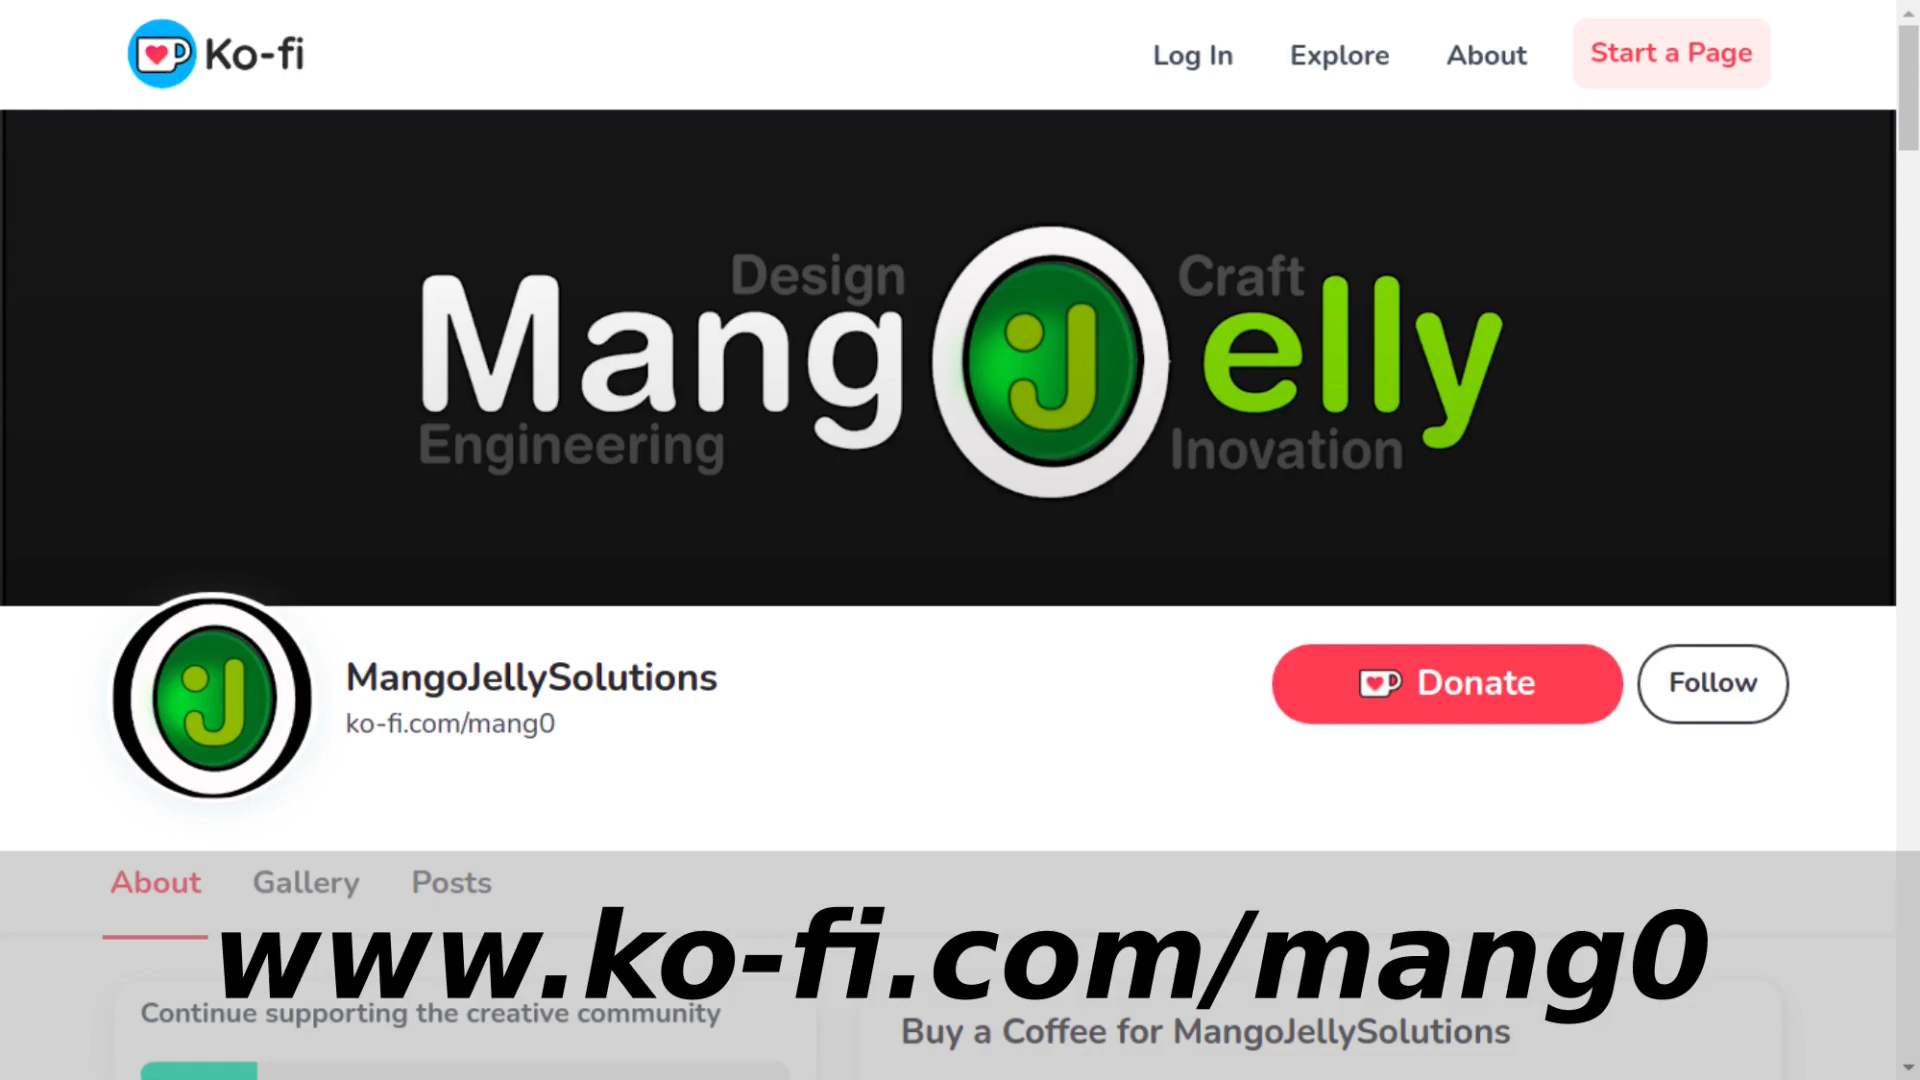 Ko-fi
Log In
Explore
About
Start a Page
Design
Craft
Mang elly
J
Engineering
Inovation
J
MangoJellySolutions
ko-fi.com/mang0
Donate
Follow
About
Gallery
Posts
www.ko-fi.com/mang0
Continue supporting the creative community
Buy a Coffee for MangoJellySolutions